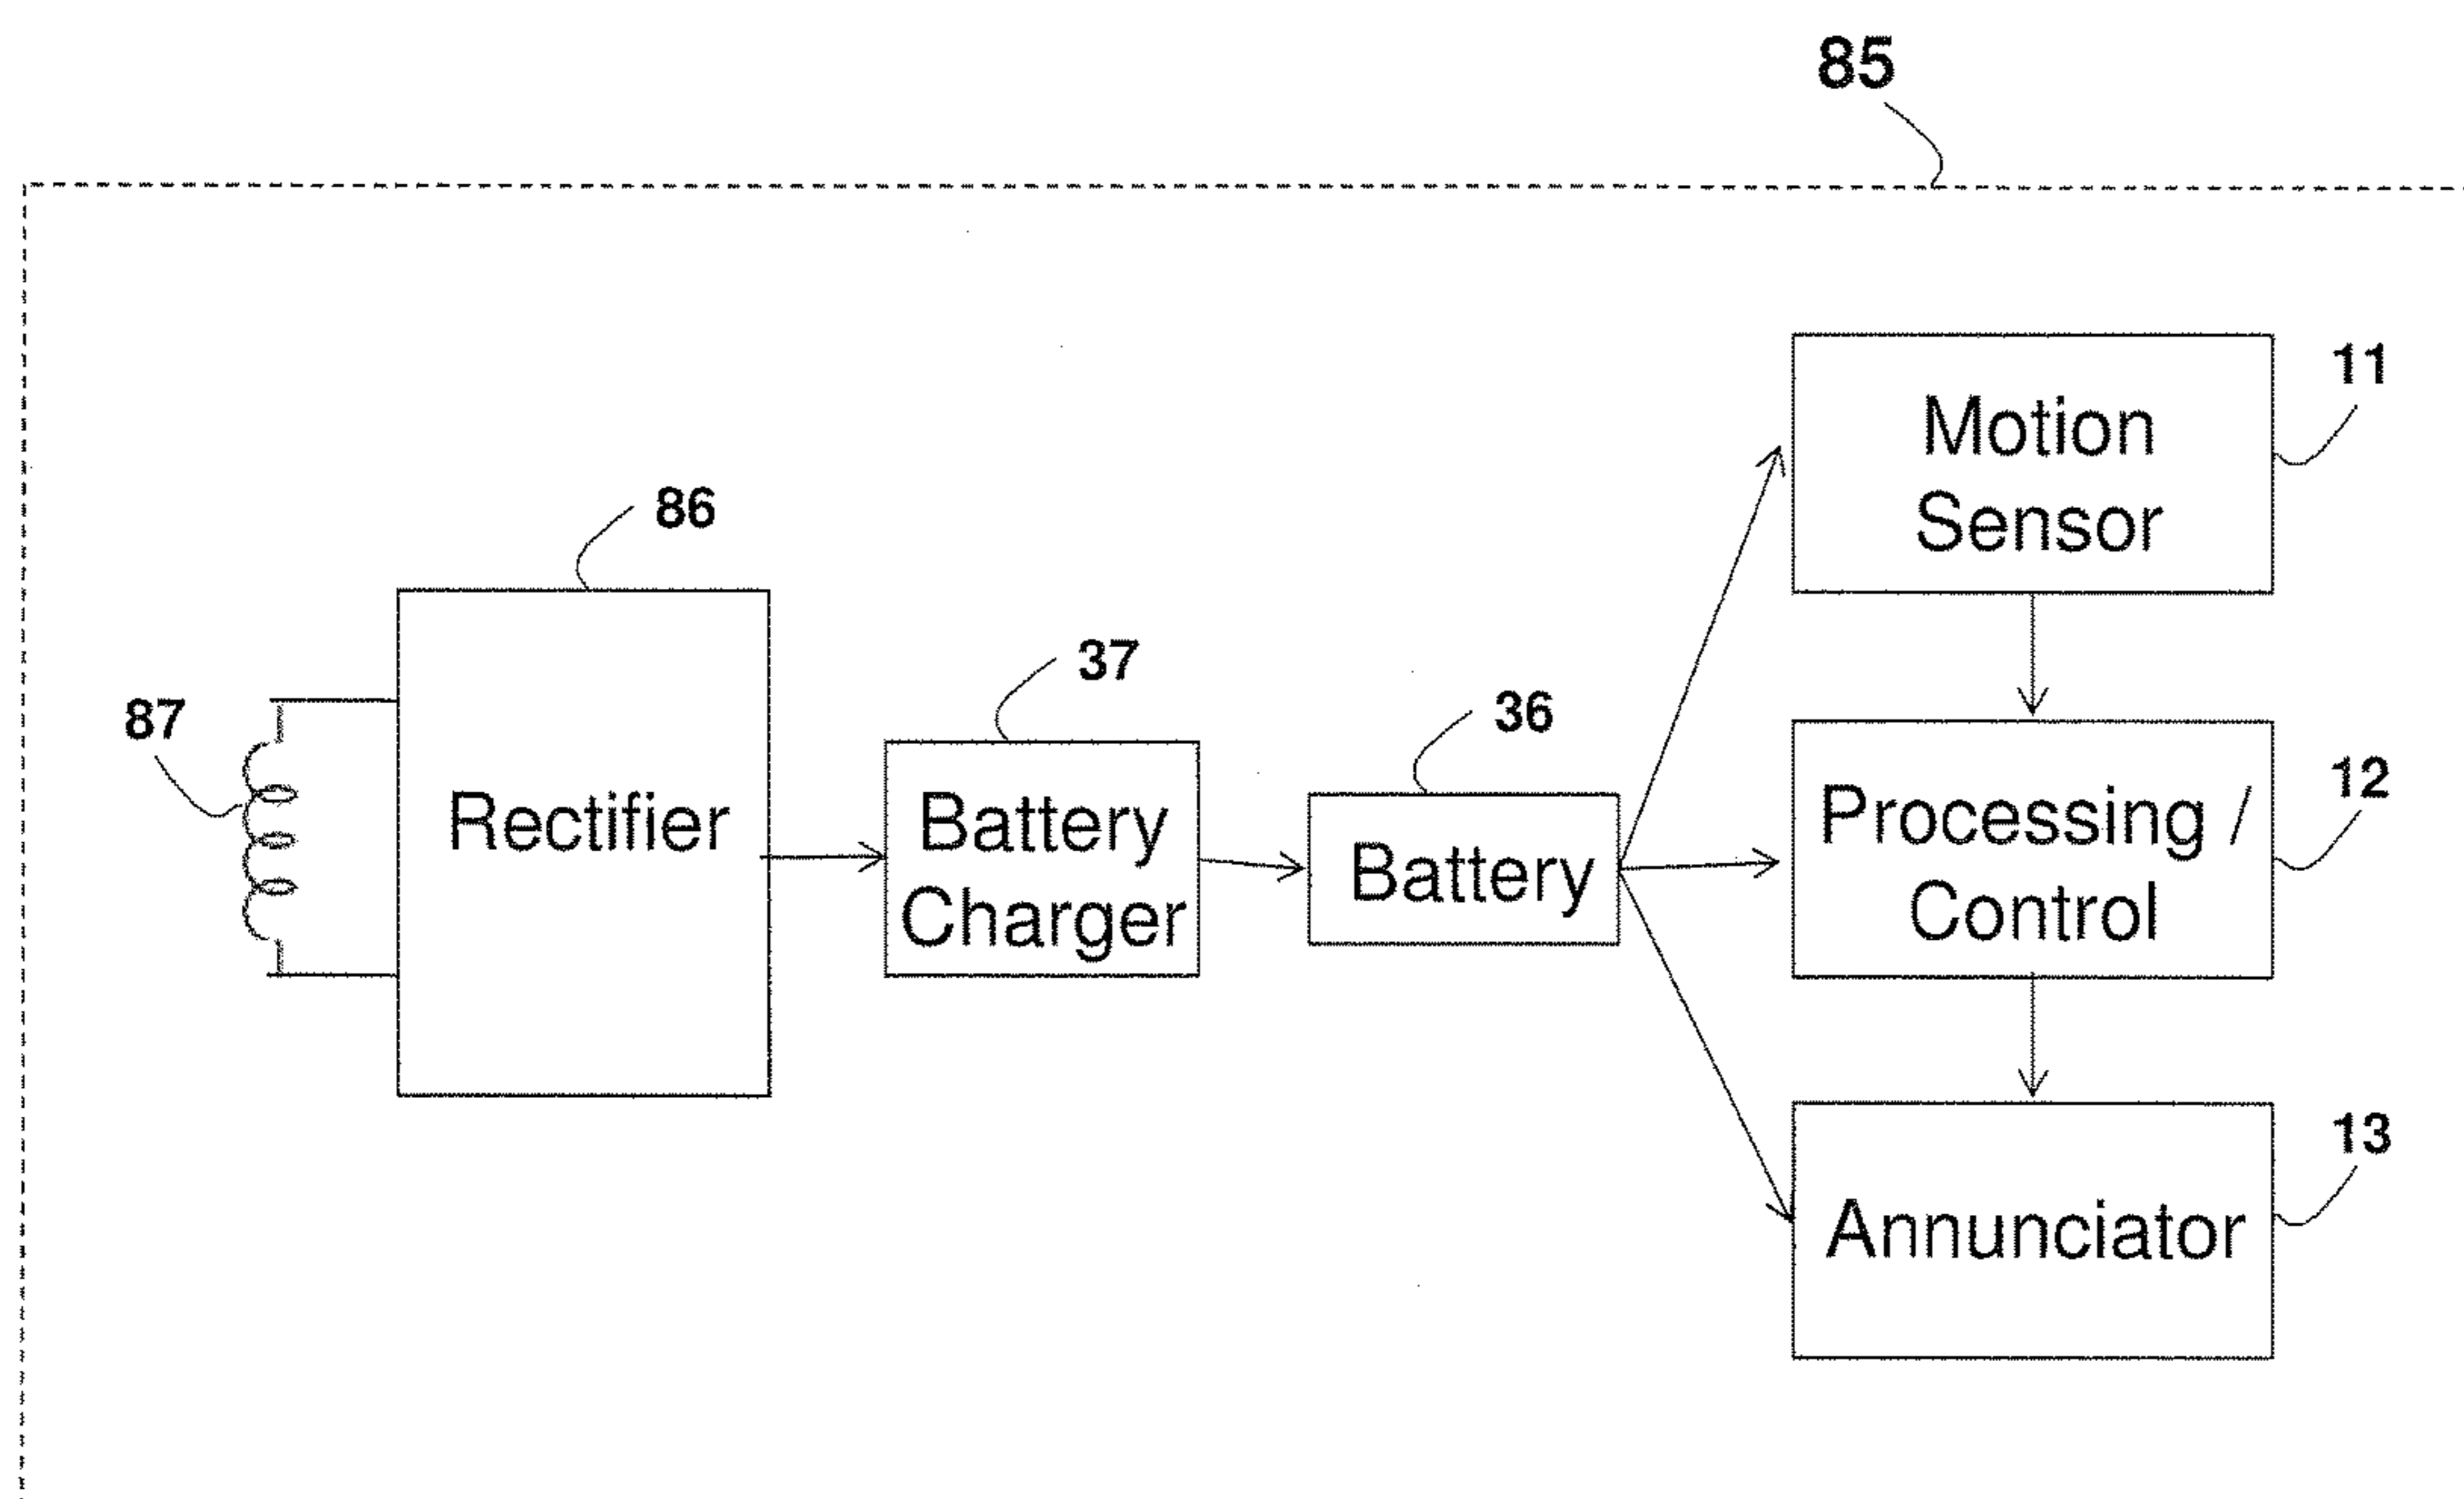 85
Motion
Sensor
11
86
Rectifier
87
37
Battery
Charger
36
Battery
Processing /
Control
12
Annunciator
13